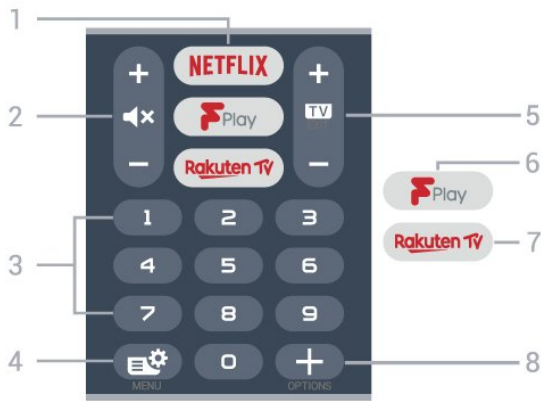 1
NETFLIX
+ +
2
Play
TV
EXIT
5
- -
Rakuten TV
6
Play
1 2 3
Rakuten TV
7
3
4 5 6
7 8 9
4
0
+
8
MENU
OPTIONS